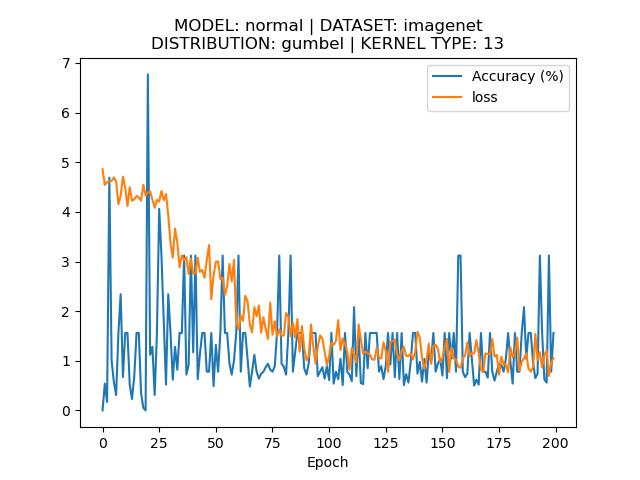 MODEL: normal | DATASET: imagenet
DISTRIBUTION: gumbel | KERNEL TYPE: 13
Accuracy (%)
loss
7
6
5
4
3
2
1
0
0 25 50 75 100 125 150 175 200
Epoch